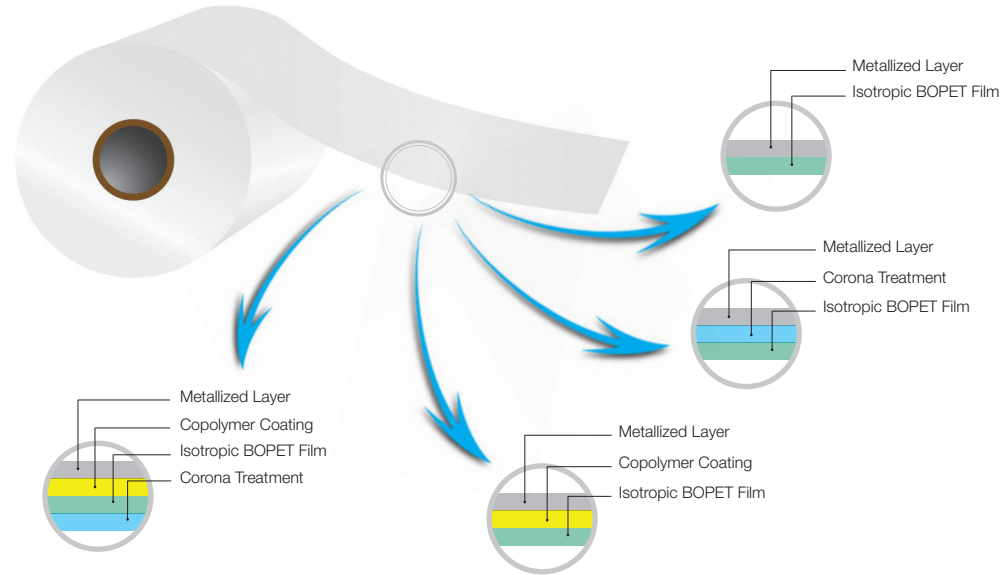 Metallized Layer
Isotropic BOPET Film
Metallized Layer
Corona Treatment
Isotropic BOPET Film
Metallized Layer
Copolymer Coating
Isotropic BOPET Film
Corona Treatment
Metallized Layer
Copolymer Coating
Isotropic BOPET Film